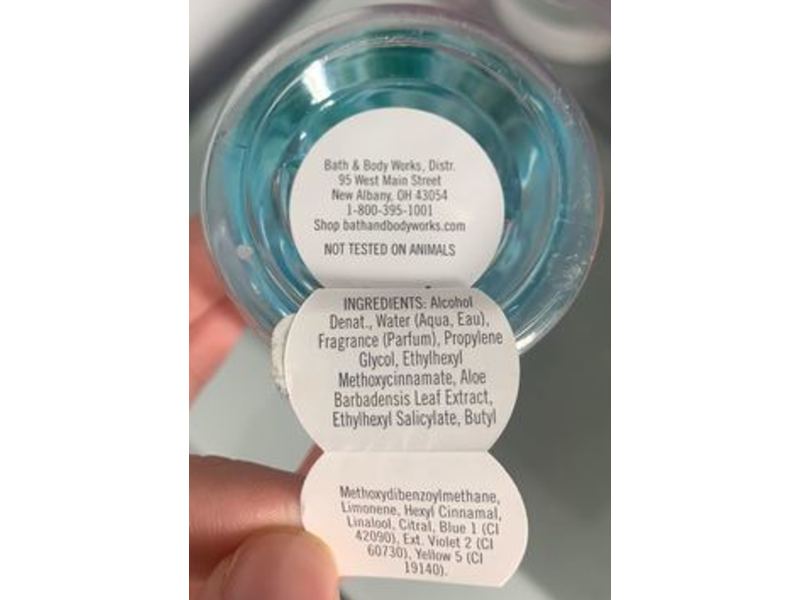 Bath & Body Works, Distr.
95 West Main Street
New Albany, OH 43054
1-800-395-1001
Shop bathandbodyworks.com
NOT TESTED ON ANIMALS
INGREDIENTS: Alcohol
Denat., Water (Aqua, Eau),
Fragrance (Parfum), Propylene
Glycol, Ethylhexyl
Methoxycinnamate, Aloe
Barbadensis Leaf Extract,
Ethylhexyl Salicylate, Butyl
Methoxydibenzoylmethane,
Limonene, Hexyl Cinnamal,
Linalool, Citral, Blue 1 (CI
42090), Ext. Violet 2 (CI
60730), Yellow 5 (CI
19140).